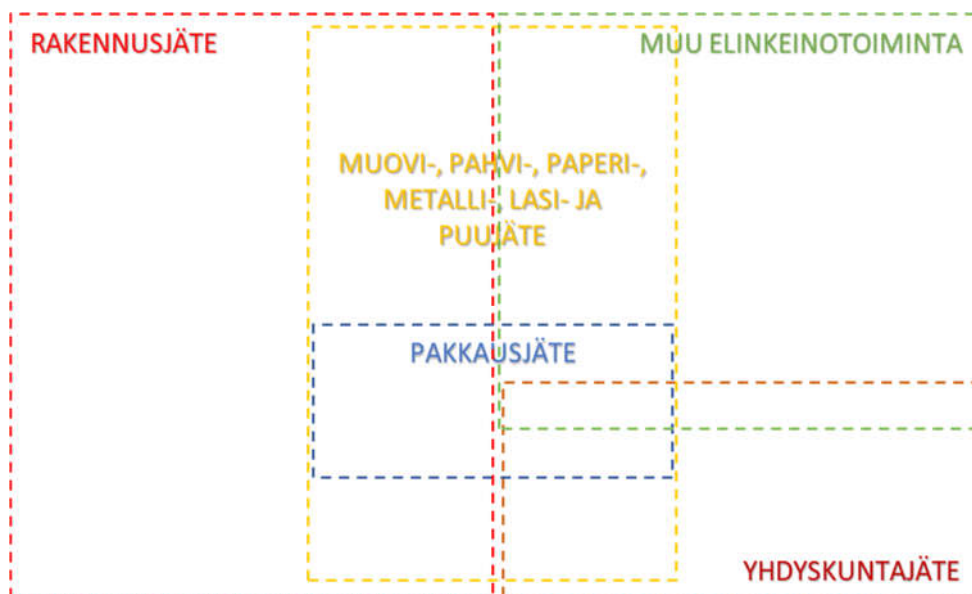 RAKENNUSJÄTE
MUU ELINKEINOTOIMINTA
MUOVI-, PAHVI-, PAPERI-,
METALLI-, LASI- JA
PUUJÄTE
PAKKAUSJÄTE
YHDYSKUNTAJÄTE